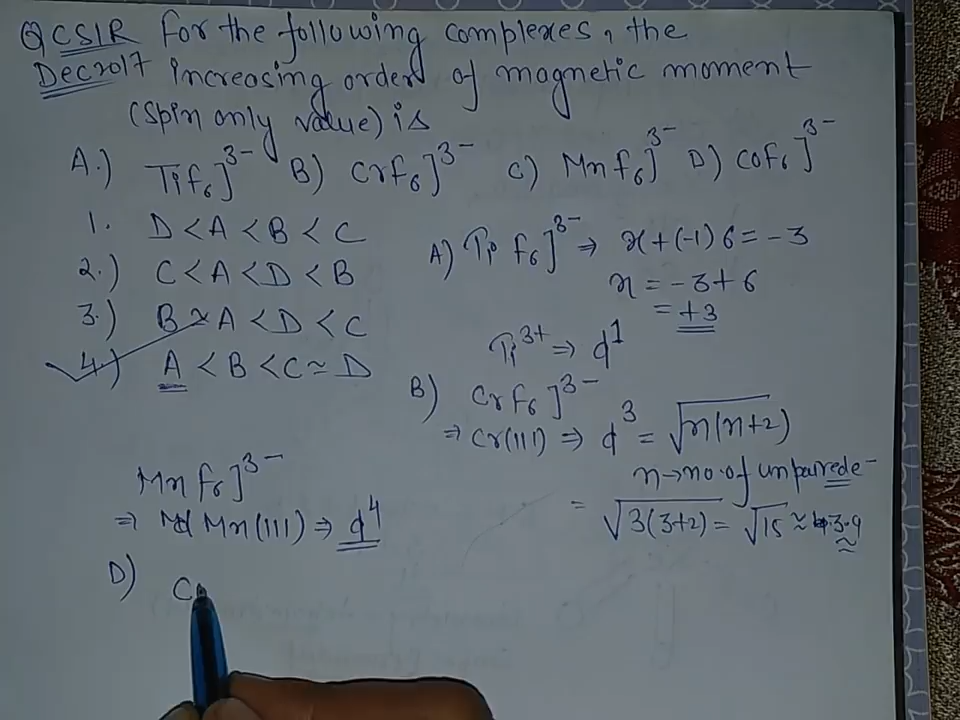 Q CSIR For the following complexes, the
Dec 2017 increasing order of magnetic moment
(spin only value) is
A.) TiF₆]³⁻ B) CrF₆]³⁻ C) MnF₆]³⁻ D) CoF₆]³⁻
1. D < A < B < C
2.) C < A < D < B
3.) B ≈ A < D < C
4.) A < B < C ≃ D
A) TiF₆]³⁻ ⇒ x + (-1) 6 = -3
x = -3+6
= +3
Ti³⁺ ⇒ d¹
B) CrF₆]³⁻
⇒ Cr(III) ⇒ d³ = √n(n+2)
n → no. of unpaired e⁻
= √3(3+2) = √15 ≈ 3.9
MnF₆]³⁻
⇒ Mn(III) ⇒ d⁴
D) C